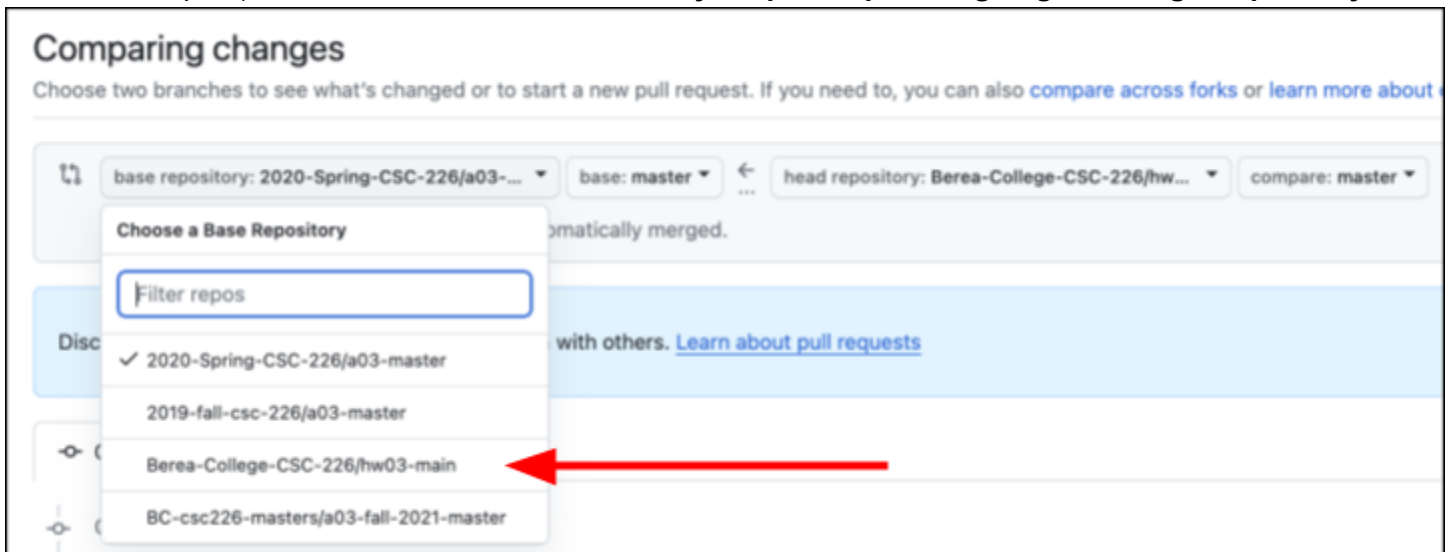 Comparing changes
Choose two branches to see what's changed or to start a new pull request. If you need to, you can also compare across forks or learn more about
base repository: 2020-Spring-CSC-226/a03-... base: master ← ... head repository: Berea-College-CSC-226/hw... compare: master
Choose a Base Repository
omatically merged.
Filter repos
Disc with others. Learn about pull requests
✓ 2020-Spring-CSC-226/a03-master
2019-fall-csc-226/a03-master
Berea-College-CSC-226/hw03-main
BC-csc226-masters/a03-fall-2021-master